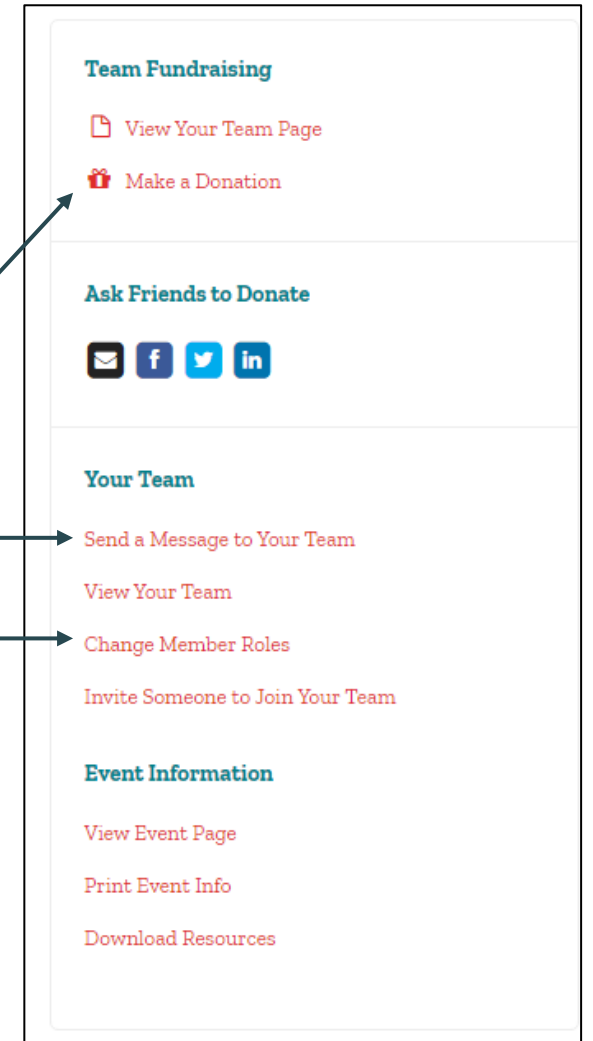 Team Fundraising
View Your Team Page
Make a Donation
Ask Friends to Donate
f in
Your Team
Send a Message to Your Team
View Your Team
Change Member Roles
Invite Someone to Join Your Team
Event Information
View Event Page
Print Event Info
Download Resources